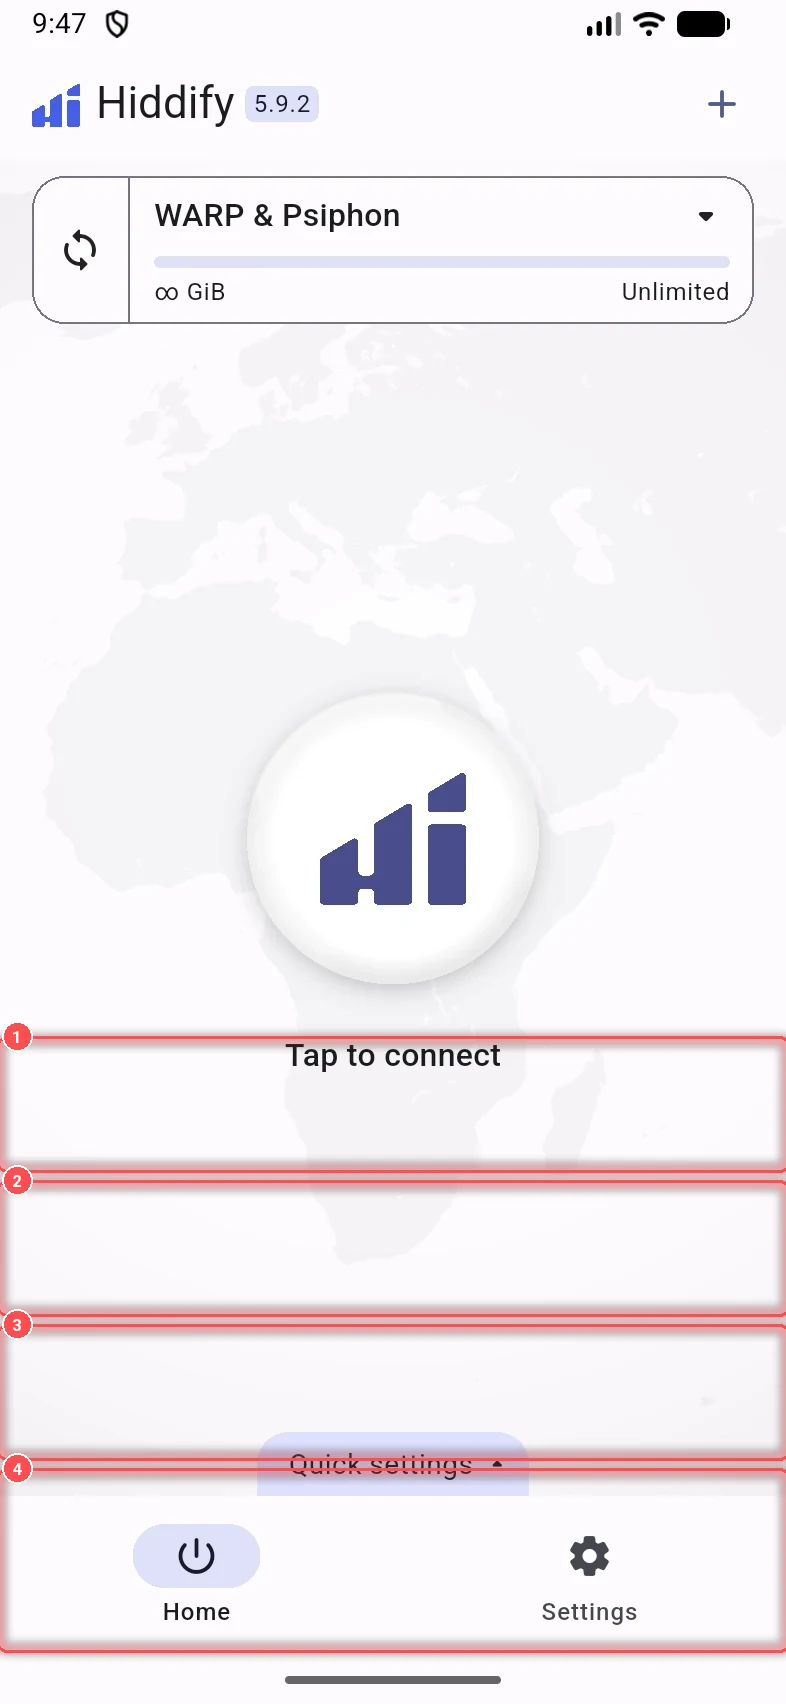 9:47
Hiddify 5.9.2
WARP & Psiphon
∞ GiB Unlimited
1
Tap to connect
2
3
Quick settings
4
Home Settings